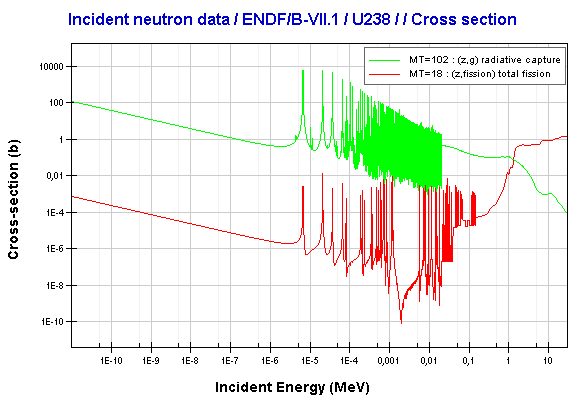 Incident neutron data / ENDF/B-VII.1 / U238 / / Cross section
MT=102 : (z,g) radiative capture
MT=18 : (z,fission) total fission
Cross-section (b)
10000
100
1
0,01
1E-4
1E-6
1E-8
1E-10
1E-10 1E-9 1E-8 1E-7 1E-6 1E-5 1E-4 0,001 0,01 0,1 1 10
Incident Energy (MeV)